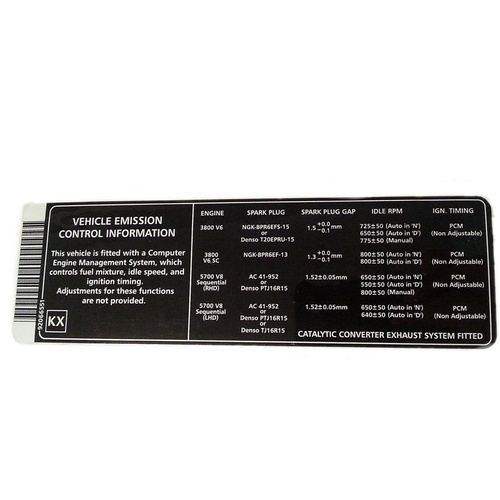 92066551
VEHICLE EMISSION
CONTROL INFORMATION
This vehicle is fitted with a Computer
Engine Management System, which
controls fuel mixture, idle speed, and
ignition timing.
Adjustments for these functions
are not provided.
KX
ENGINE SPARK PLUG SPARK PLUG GAP IDLE RPM IGN. TIMING
3800 V6 NGK-BPR6EFS-15 1.5 +0.0 -0.1 mm 725±50 (Auto in 'N') PCM
or 650±50 (Auto in 'D') (Non Adjustable)
Denso T20EPRU-15 775±50 (Manual)
3800 NGK-BPR6EF-13 1.3 +0.0 -0.1 mm 800±50 (Auto in 'N') PCM
V6,SC 650±50 (Auto in 'D') (Non Adjustable)
5700 V8 AC 41-952 1.52±0.05mm 650±50 (Auto in 'N') PCM
Sequential or 550±50 (Auto in 'D') (Non Adjustable)
(RHD) Denso PTJ16R15 800±50 (Manual)
5700 V8 AC 41-952 1.52±0.05mm 650±50 (Auto in 'N') PCM
Sequential or 640±50 (Auto in 'D') (Non Adjustable)
(LHD) Denso PTJ16R15
or
Denso TJ16R15
CATALYTIC CONVERTER EXHAUST SYSTEM FITTED